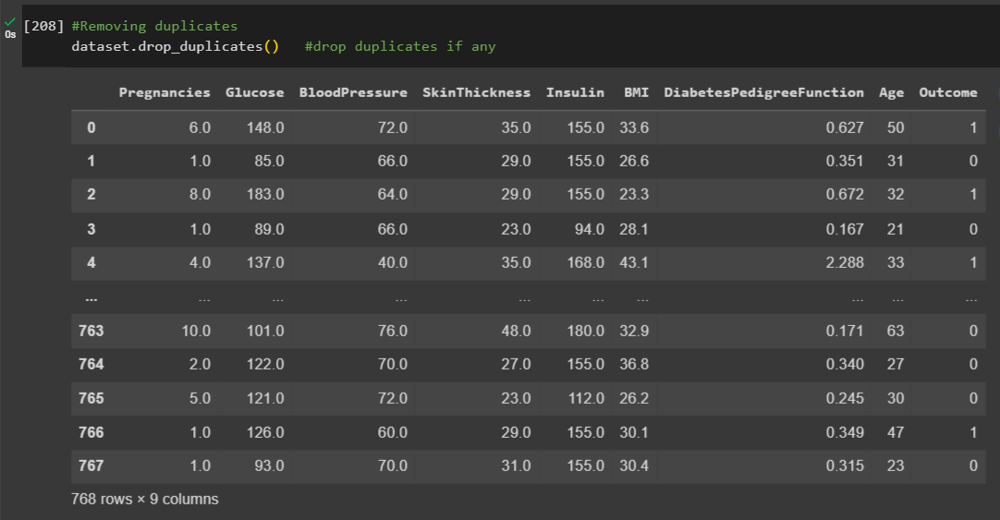 [208] #Removing duplicates
0s dataset.drop_duplicates() #drop duplicates if any
Pregnancies Glucose BloodPressure SkinThickness Insulin BMI DiabetesPedigreeFunction Age Outcome
0 6.0 148.0 72.0 35.0 155.0 33.6 0.627 50 1
1 1.0 85.0 66.0 29.0 155.0 26.6 0.351 31 0
2 8.0 183.0 64.0 29.0 155.0 23.3 0.672 32 1
3 1.0 89.0 66.0 23.0 94.0 28.1 0.167 21 0
4 4.0 137.0 40.0 35.0 168.0 43.1 2.288 33 1
... ... ... ... ... ... ... ... ... ...
763 10.0 101.0 76.0 48.0 180.0 32.9 0.171 63 0
764 2.0 122.0 70.0 27.0 155.0 36.8 0.340 27 0
765 5.0 121.0 72.0 23.0 112.0 26.2 0.245 30 0
766 1.0 126.0 60.0 29.0 155.0 30.1 0.349 47 1
767 1.0 93.0 70.0 31.0 155.0 30.4 0.315 23 0
768 rows × 9 columns